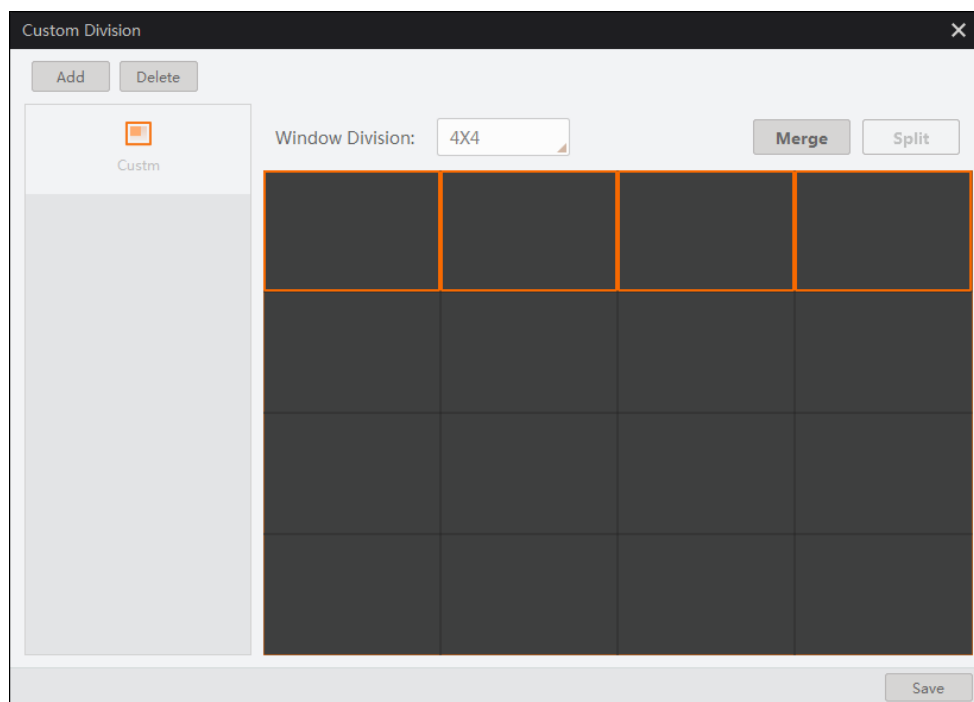 Custom Division
Add Delete
Custm
Window Division: 4X4 Merge Split
Save